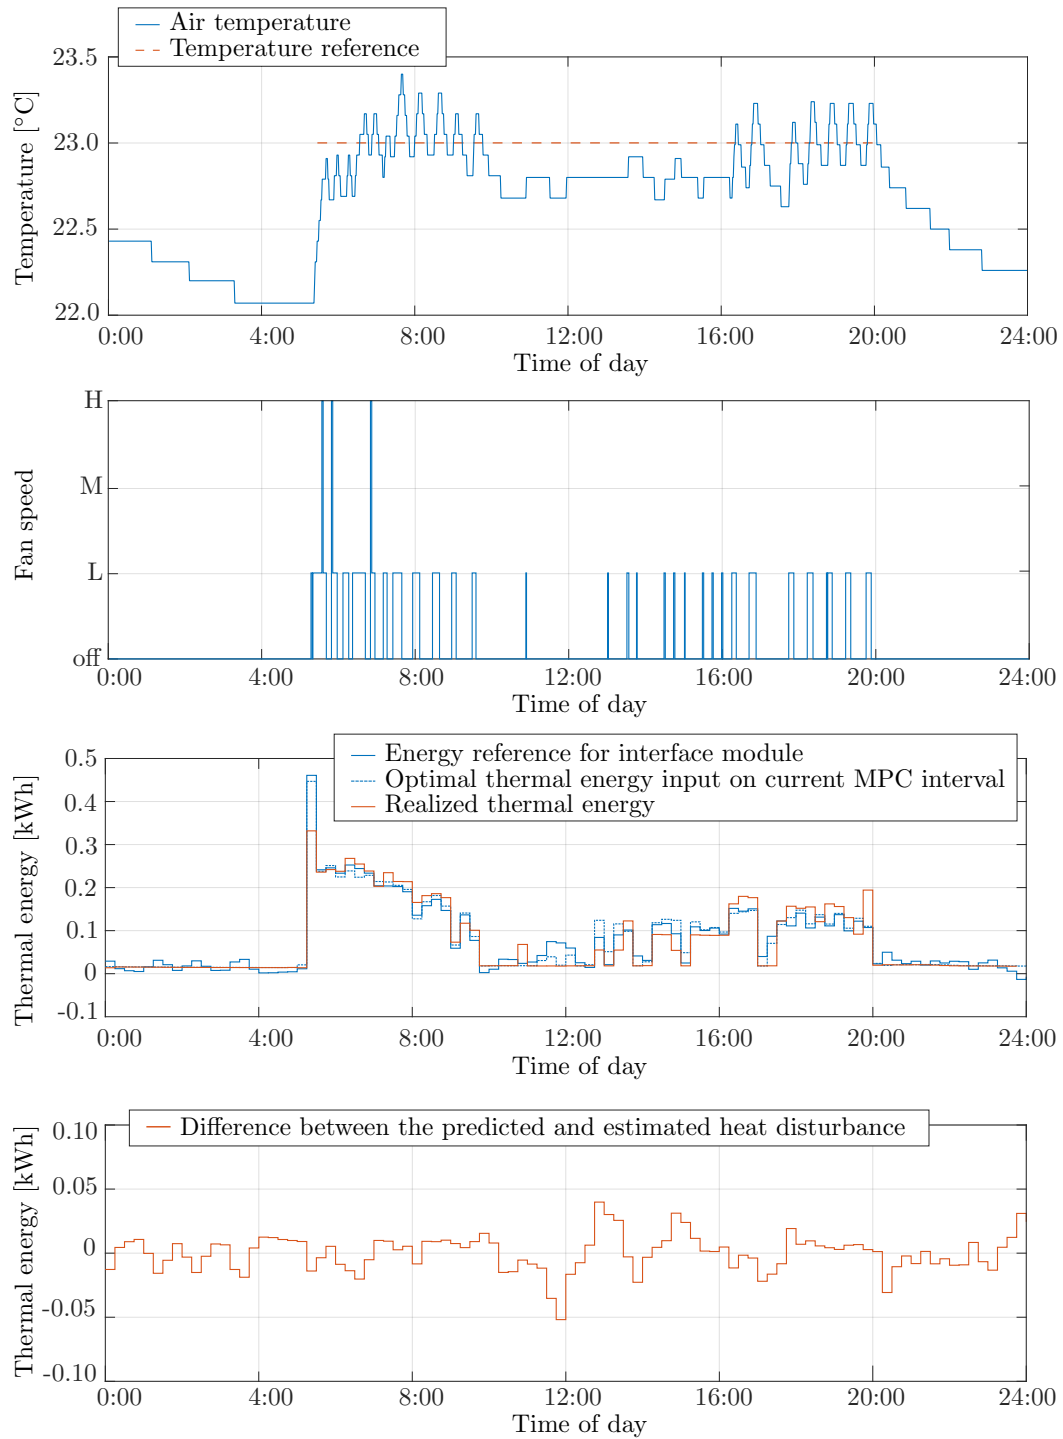 Air temperature
Temperature reference
Temperature [°C]
23.5
23.0
22.5
22.0
0:00 4:00 8:00 12:00 16:00 20:00 24:00
Time of day
Fan speed
H
M
L
off
0:00 4:00 8:00 12:00 16:00 20:00 24:00
Time of day
Energy reference for interface module
Optimal thermal energy input on current MPC interval
Realized thermal energy
Thermal energy [kWh]
0.5
0.4
0.3
0.2
0.1
0
-0.1
0:00 4:00 8:00 12:00 16:00 20:00 24:00
Time of day
Difference between the predicted and estimated heat disturbance
Thermal energy [kWh]
0.10
0.05
0
-0.05
-0.10
0:00 4:00 8:00 12:00 16:00 20:00 24:00
Time of day